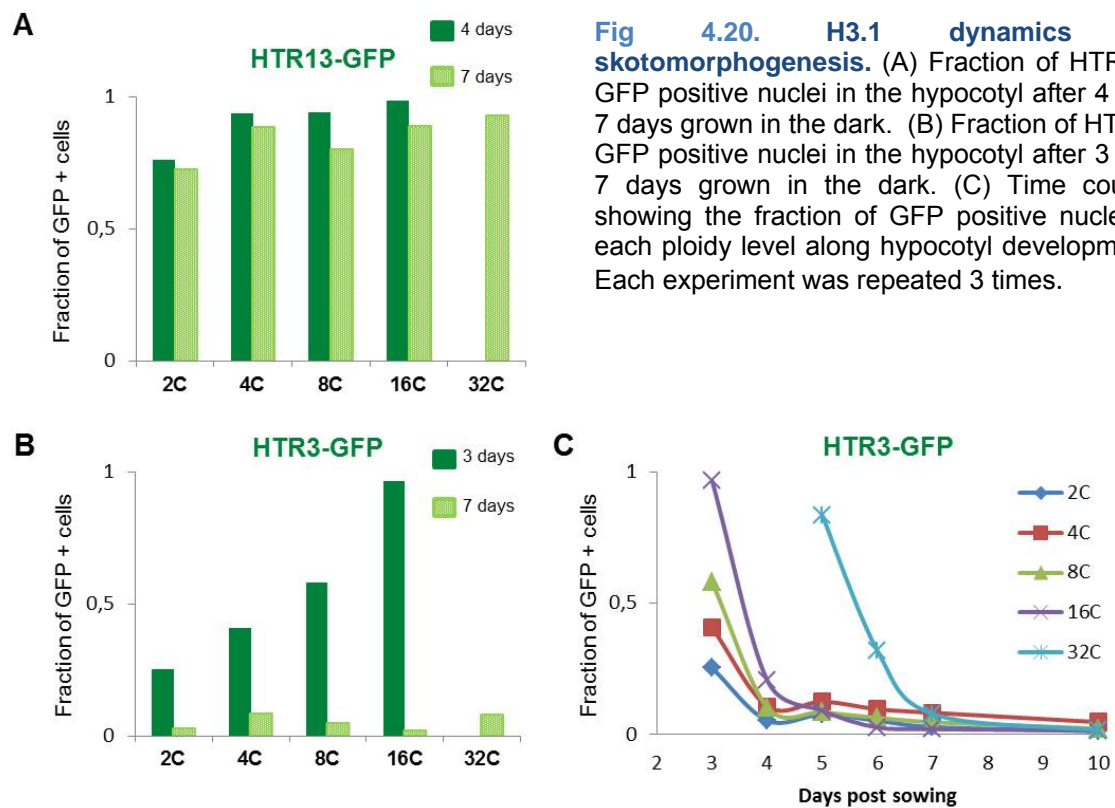 A
4 days
7 days
HTR13-GFP
Fraction of GFP + cells
1
0,5
0
2C 4C 8C 16C 32C
Fig 4.20. H3.1 dynamics
skotomorphogenesis. (A) Fraction of HTR
GFP positive nuclei in the hypocotyl after 4
7 days grown in the dark. (B) Fraction of HT
GFP positive nuclei in the hypocotyl after 3
7 days grown in the dark. (C) Time cou
showing the fraction of GFP positive nucle
each ploidy level along hypocotyl developm
Each experiment was repeated 3 times.
B
HTR3-GFP
3 days
7 days
Fraction of GFP + cells
1
0,5
0
2C 4C 8C 16C 32C
C
HTR3-GFP
Fraction of GFP + cells
1
0,5
0
2C
4C
8C
16C
32C
2 3 4 5 6 7 8 9 10
Days post sowing